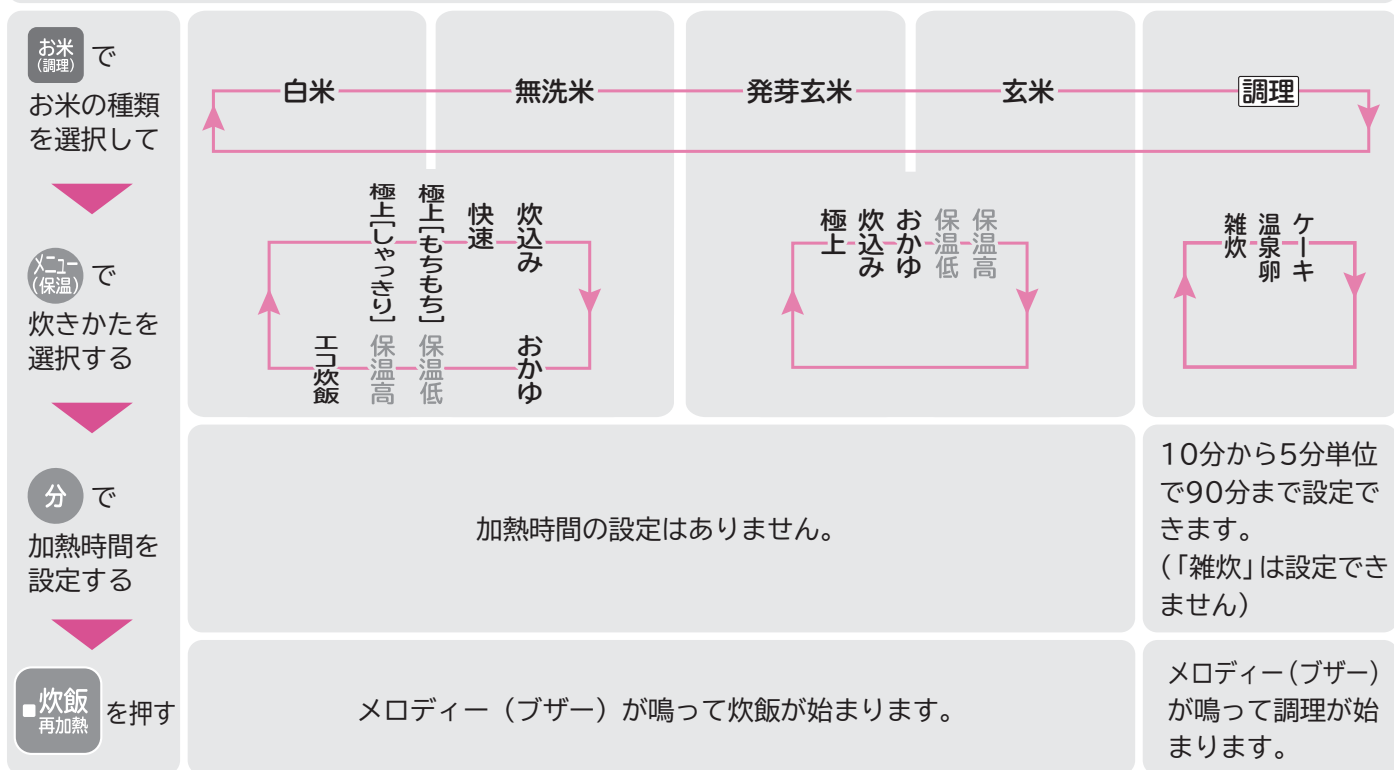 お米
(調理)
で
お米の種類
を選択して
白米
無洗米
発芽玄米
玄米
調理
メニュー
(保温)
で
炊きかたを
選択する
エコ炊飯
極上[しゃっきり]
極上[もちもち]
快速
炊込み
おかゆ
保温低
保温高
極上
炊込み
おかゆ
保温低
保温高
雑炊
温泉卵
ケーキ
分
で
加熱時間を
設定する
加熱時間の設定はありません。
10分から5分単位
で90分まで設定で
きます。
(「雑炊」は設定でき
ません)
炊飯
再加熱
を押す
メロディー(ブザー)が鳴って炊飯が始まります。
メロディー(ブザー)
が鳴って調理が始
まります。